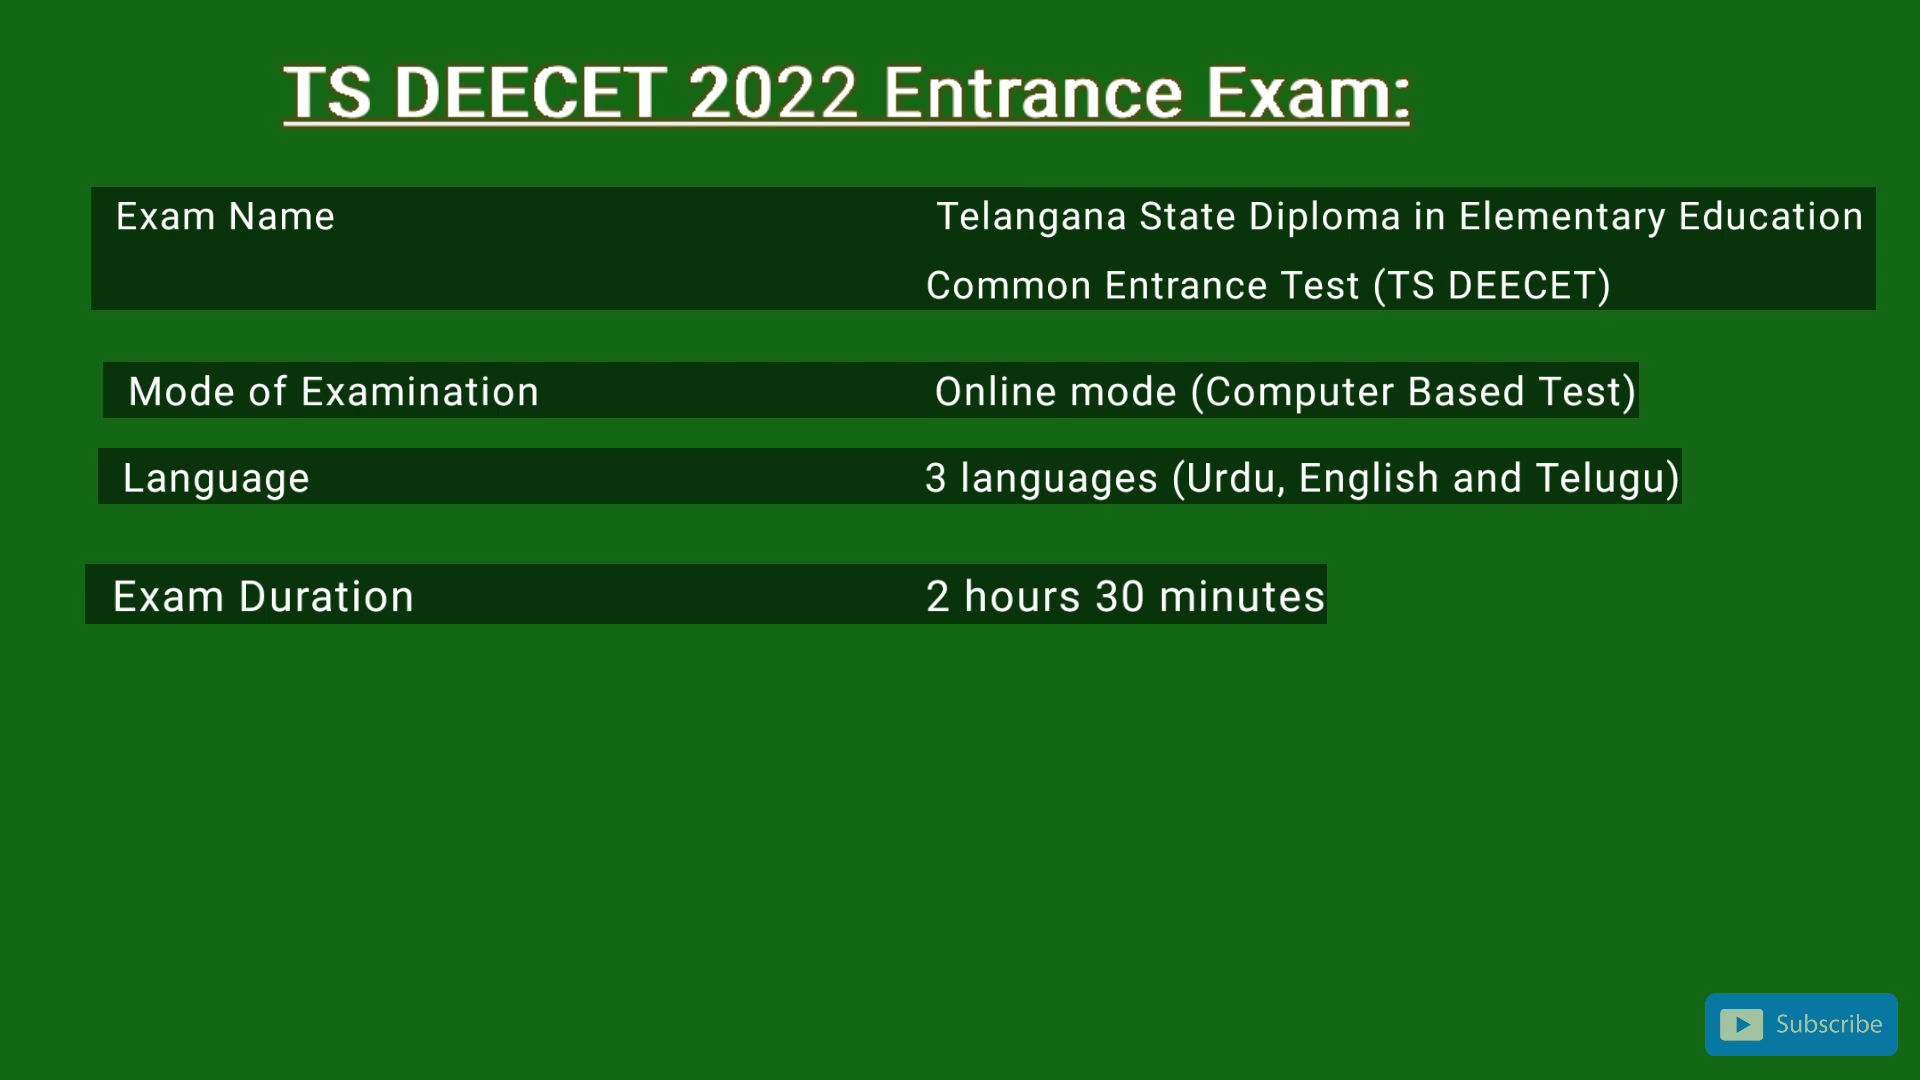 TS DEECET 2022 Entrance Exam:
Exam Name Telangana State Diploma in Elementary Education
Common Entrance Test (TS DEECET)
Mode of Examination Online mode (Computer Based Test)
Language 3 languages (Urdu, English and Telugu)
Exam Duration 2 hours 30 minutes
Subscribe